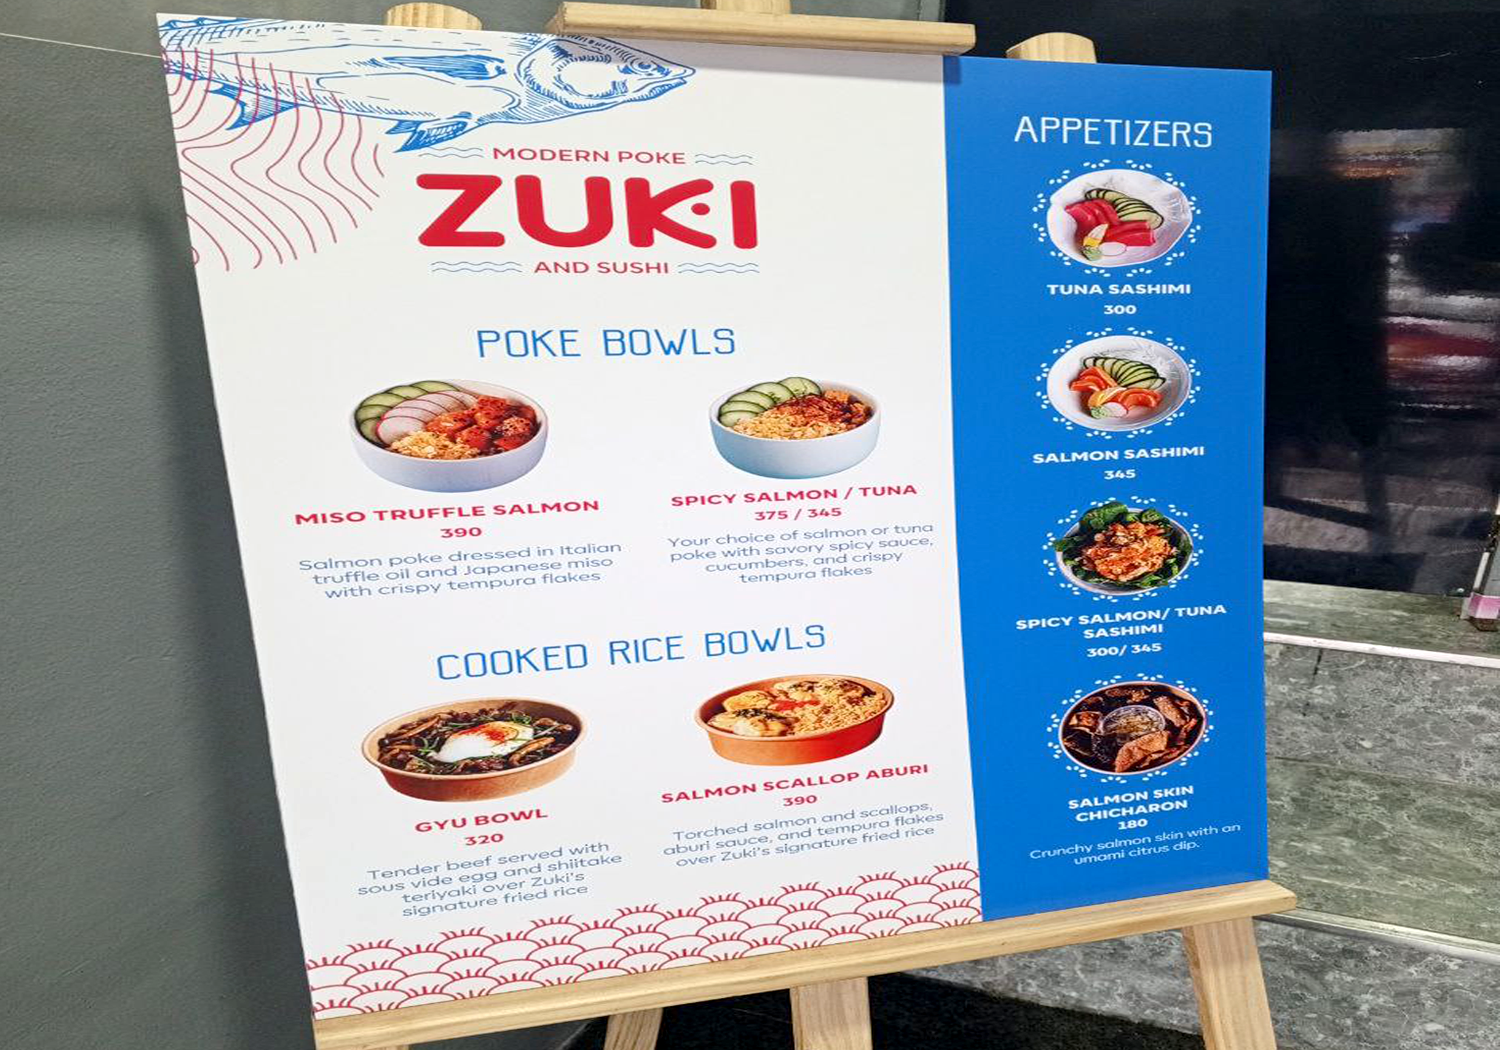 MODERN POKE
ZUKI
AND SUSHI
POKE BOWLS
MISO TRUFFLE SALMON
390
Salmon poke dressed in Italian
truffle oil and Japanese miso
with crispy tempura flakes
SPICY SALMON / TUNA
375 / 345
Your choice of salmon or tuna
poke with savory spicy sauce,
cucumbers, and crispy
tempura flakes
COOKED RICE BOWLS
GYU BOWL
320
Tender beef served with
sous vide egg and shiitake
teriyaki over Zuki's
signature fried rice
SALMON SCALLOP ABURI
390
Torched salmon and scallops,
aburi sauce, and tempura flakes
over Zuki's signature fried rice
APPETIZERS
TUNA SASHIMI
300
SALMON SASHIMI
345
SPICY SALMON/ TUNA
SASHIMI
300/ 345
SALMON SKIN
CHICHARON
180
Crunchy salmon skin with an
umami citrus dip.